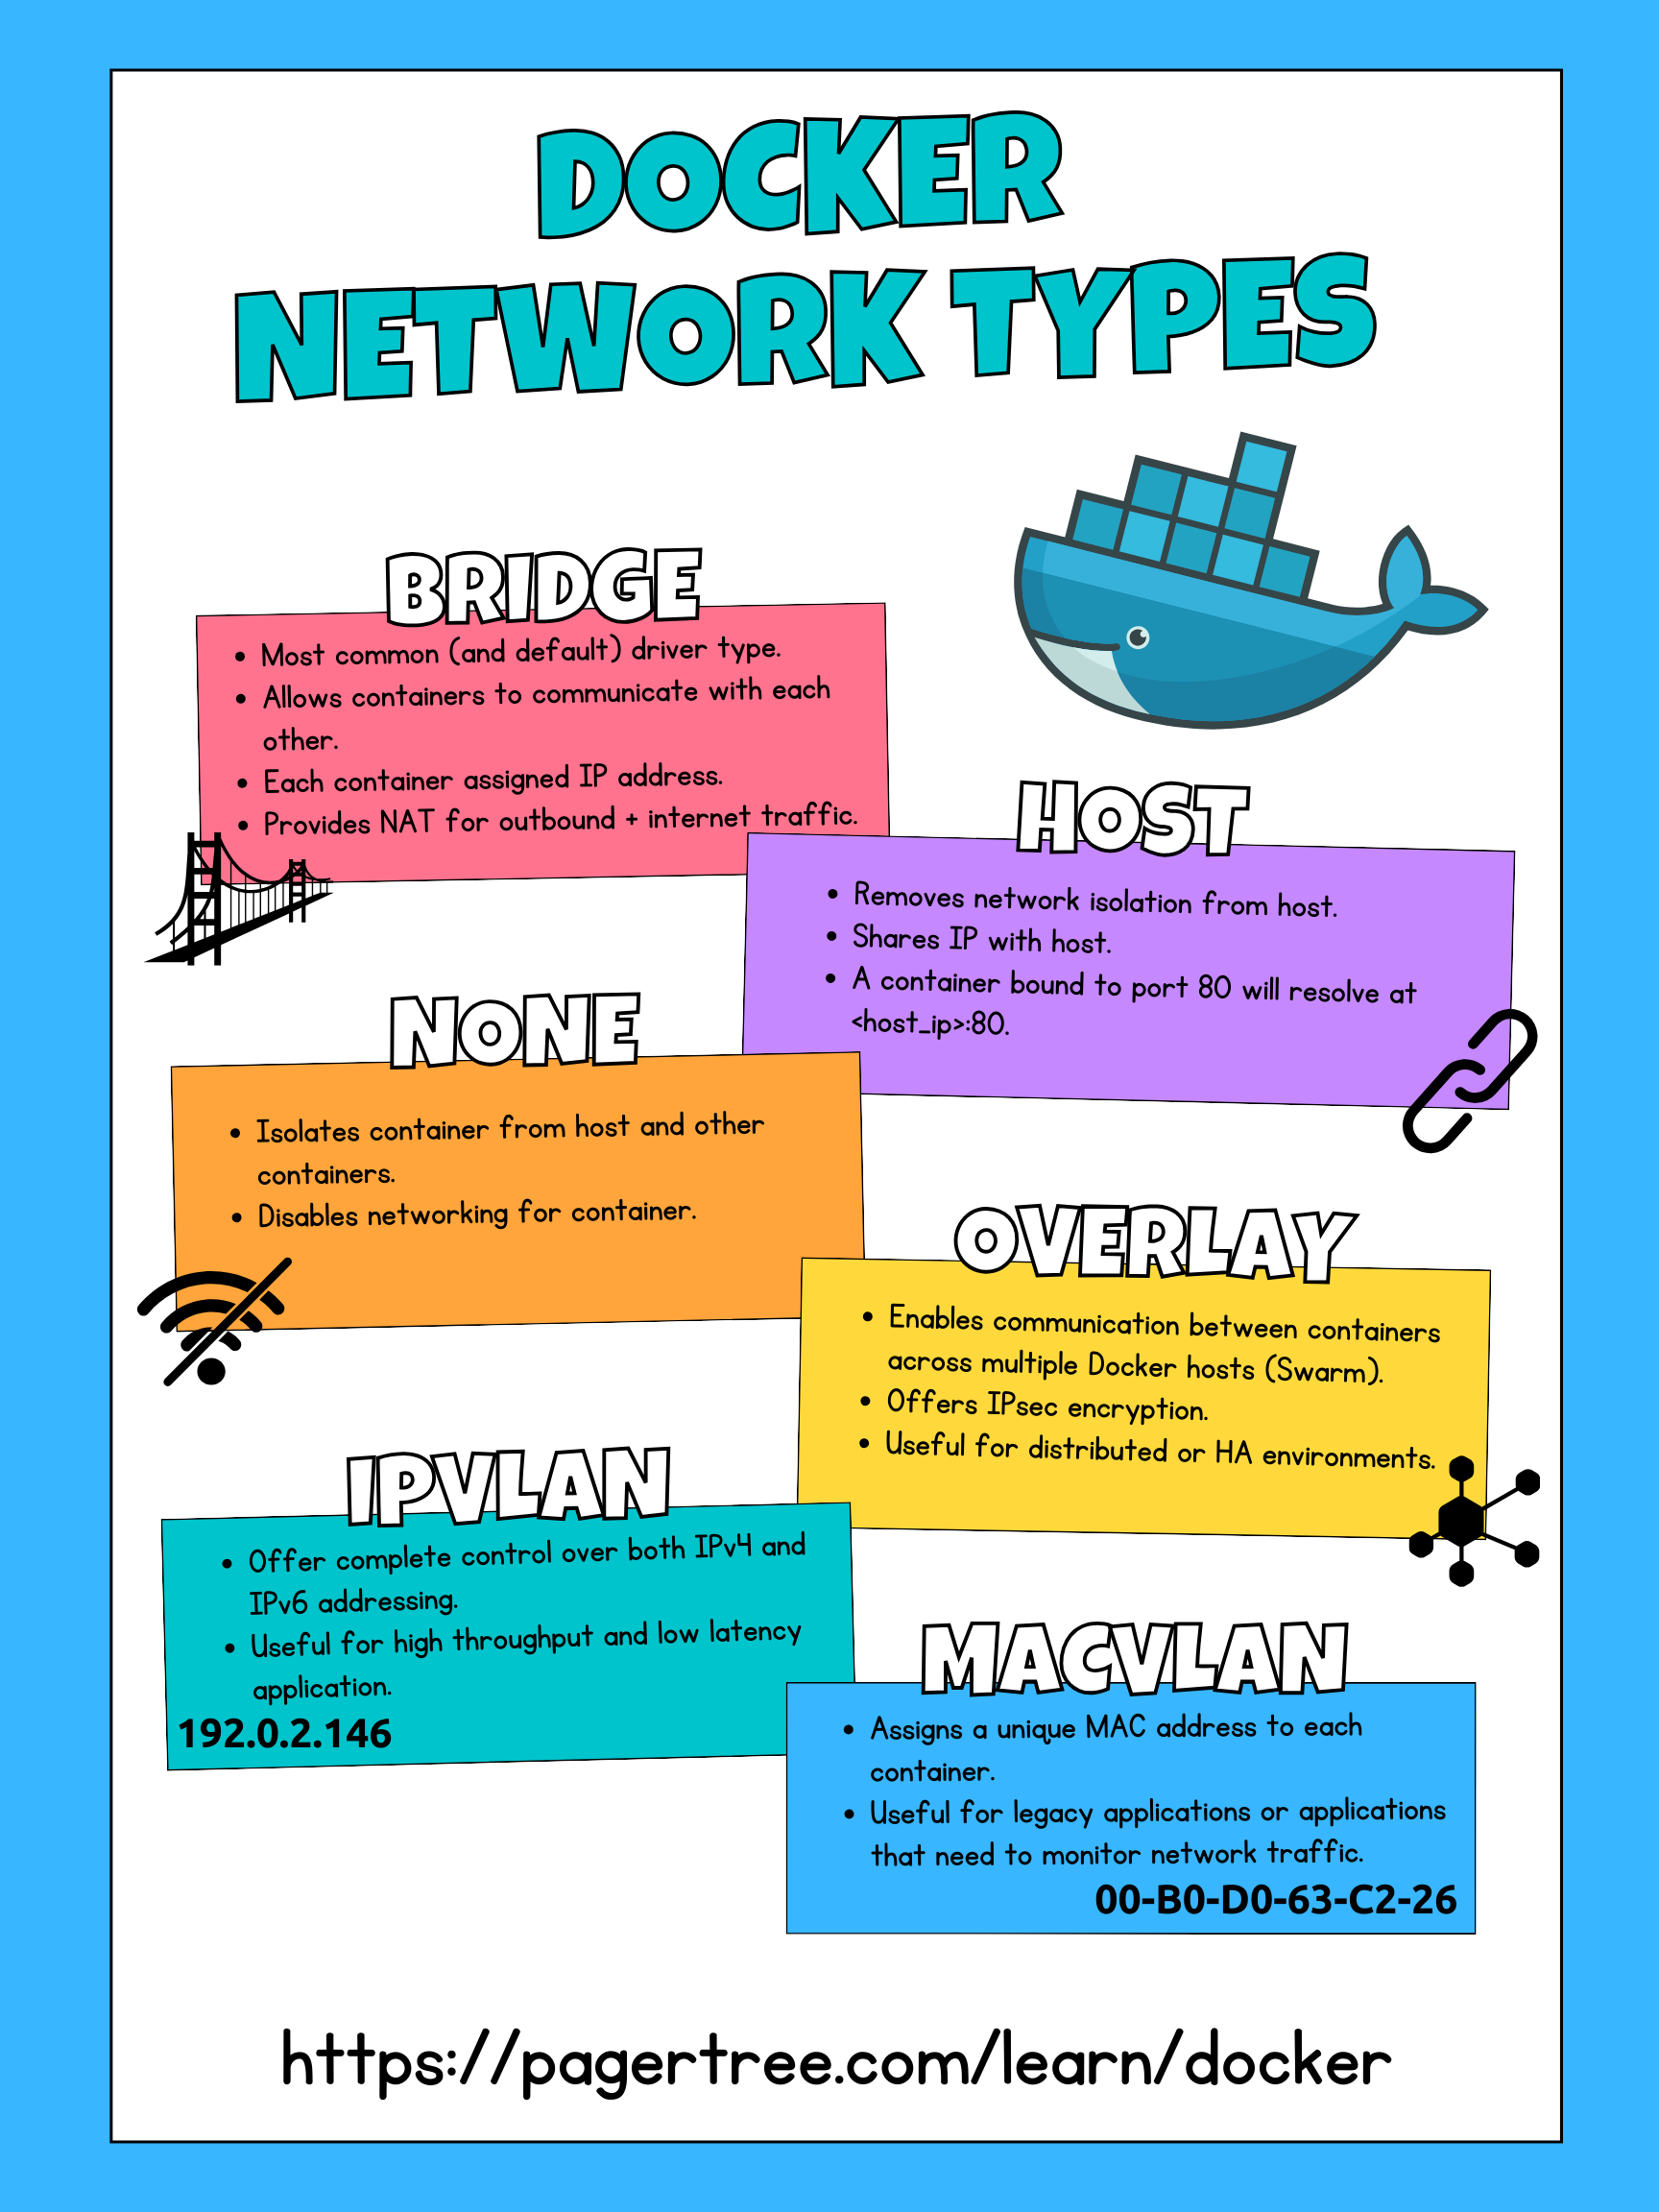 DOCKER
NETWORK TYPES
BRIDGE
• Most common (and default) driver type.
• Allows containers to communicate with each
other.
• Each container assigned IP address.
• Provides NAT for outbound + internet traffic.
HOST
• Removes network isolation from host.
• Shares IP with host.
• A container bound to port 80 will resolve at
<host_ip>:80.
NONE
• Isolates container from host and other
containers.
• Disables networking for container.
OVERLAY
• Enables communication between containers
across multiple Docker hosts (Swarm).
• Offers IPsec encryption.
• Useful for distributed or HA environments.
IPVLAN
• Offer complete control over both IPv4 and
IPv6 addressing.
• Useful for high throughput and low latency
application.
192.0.2.146
MACVLAN
• Assigns a unique MAC address to each
container.
• Useful for legacy applications or applications
that need to monitor network traffic.
00-B0-D0-63-C2-26
https://pagertree.com/learn/docker